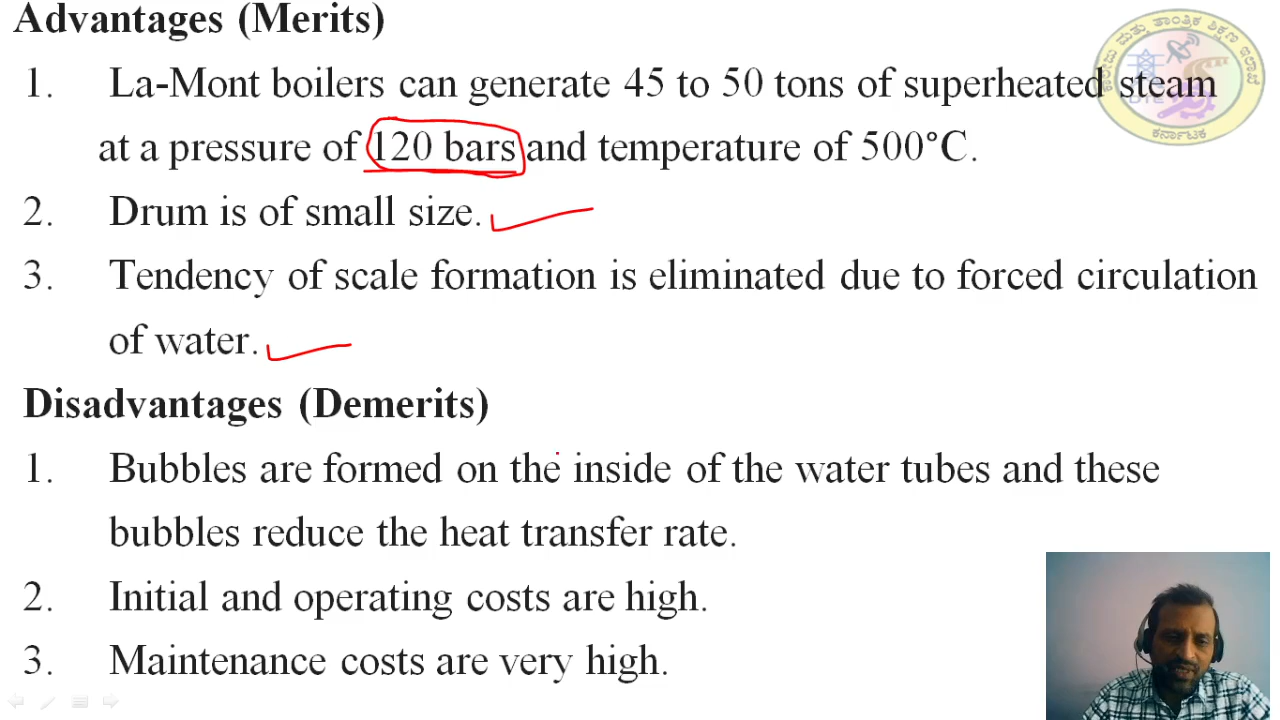 Advantages (Merits)
1. La-Mont boilers can generate 45 to 50 tons of superheated steam
at a pressure of 120 bars and temperature of 500°C.
2. Drum is of small size.
3. Tendency of scale formation is eliminated due to forced circulation
of water.
Disadvantages (Demerits)
1. Bubbles are formed on the inside of the water tubes and these
bubbles reduce the heat transfer rate.
2. Initial and operating costs are high.
3. Maintenance costs are very high.
ಕರ್ನಾಟಕ